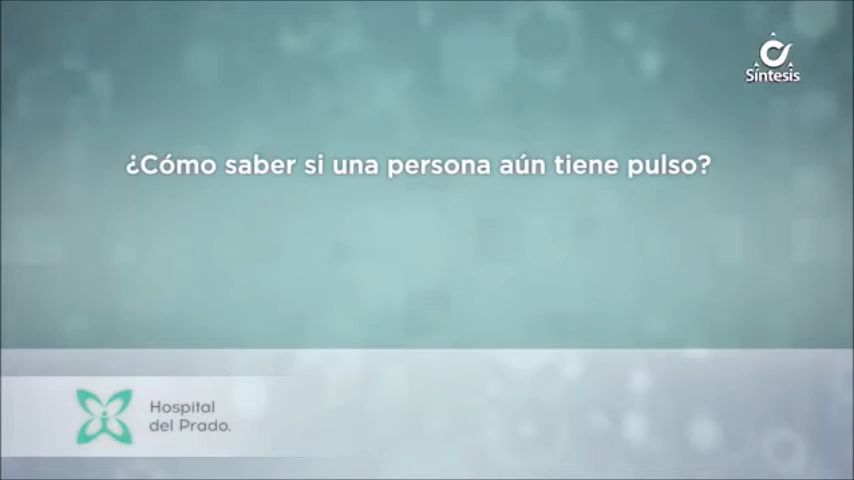 Síntesis
¿Cómo saber si una persona aún tiene pulso?
Hospital
del Prado.